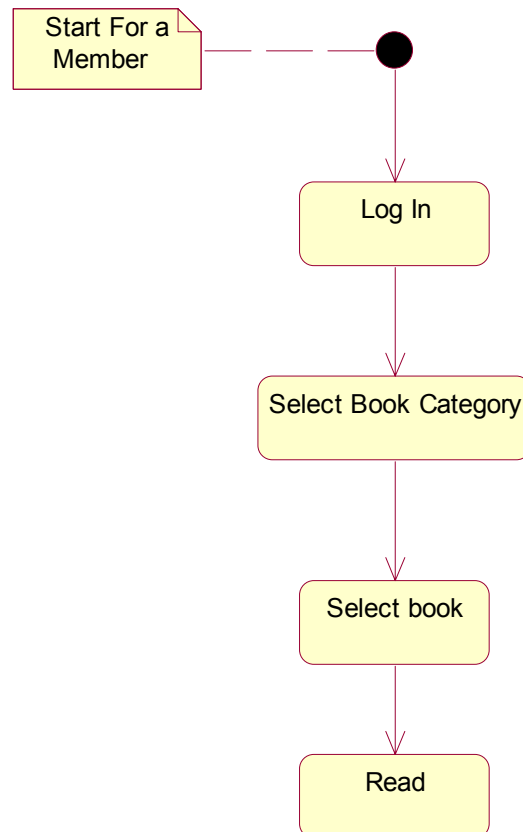 Start For a
Member
Log In
Select Book Category
Select book
Read